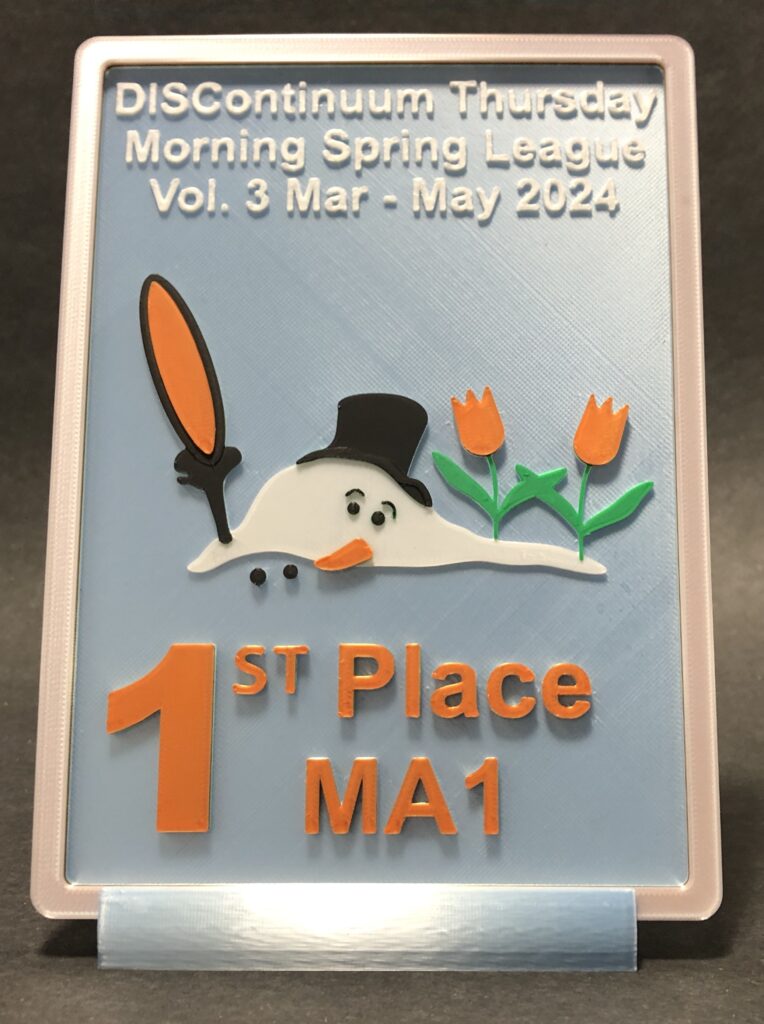 DISContinuum Thursday
Morning Spring League
Vol. 3 Mar - May 2024
1ST Place
MA1